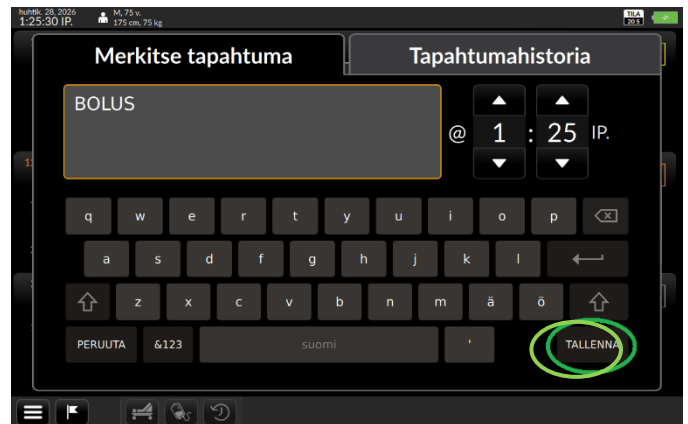 huhtik. 28, 2026
1:25:30 IP.
M, 75 v.
175 cm, 75 kg
TILA
20 S
Merkitse tapahtuma
Tapahtumahistoria
BOLUS
@ 1 : 25 IP.
q w e r t y u i o p
a s d f g h j k l
z x c v b n m ä ö
PERUUTA &123 suomi ' TALLENNA